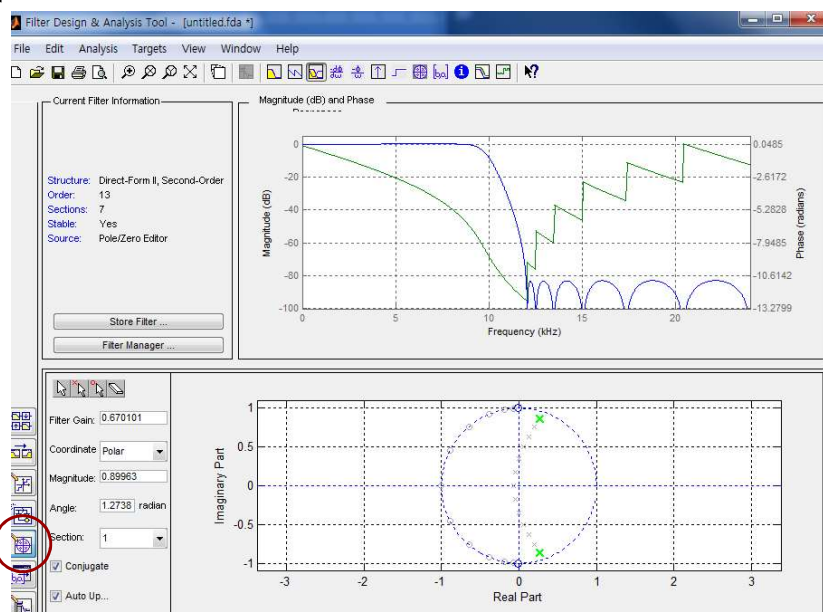 Filter Design & Analysis Tool - [untitled.fda *]
File Edit Analysis Targets View Window Help
Current Filter Information
Structure: Direct-Form II, Second-Order
Order: 13
Sections: 7
Stable: Yes
Source: Pole/Zero Editor
Store Filter ...
Filter Manager ...
Magnitude (dB) and Phase
Magnitude (dB)
0
-20
-40
-60
-80
-100
0 5 10 15 20
Frequency (kHz)
0.0485
-2.6172
-5.2828
-7.9485
-10.6142
-13.2799
Phase (radians)
Filter Gain: 0.670101
Coordinate Polar
Magnitude: 0.89963
Angle: 1.2738 radian
Section: 1
Conjugate
Auto Up...
Imaginary Part
1
0.5
0
-0.5
-1
-3 -2 -1 0 1 2 3
Real Part